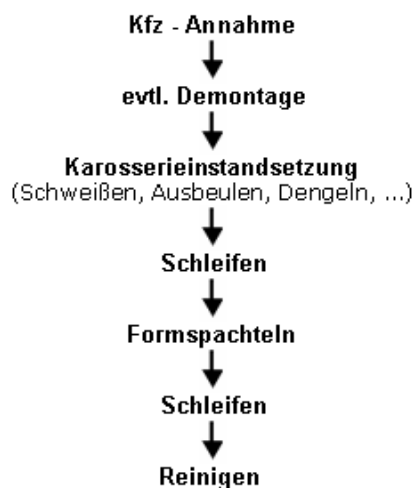 Kfz - Annahme
evtl. Demontage
Karosserieinstandsetzung
(Schweißen, Ausbeulen, Dengeln, ...)
Schleifen
Formspachteln
Schleifen
Reinigen